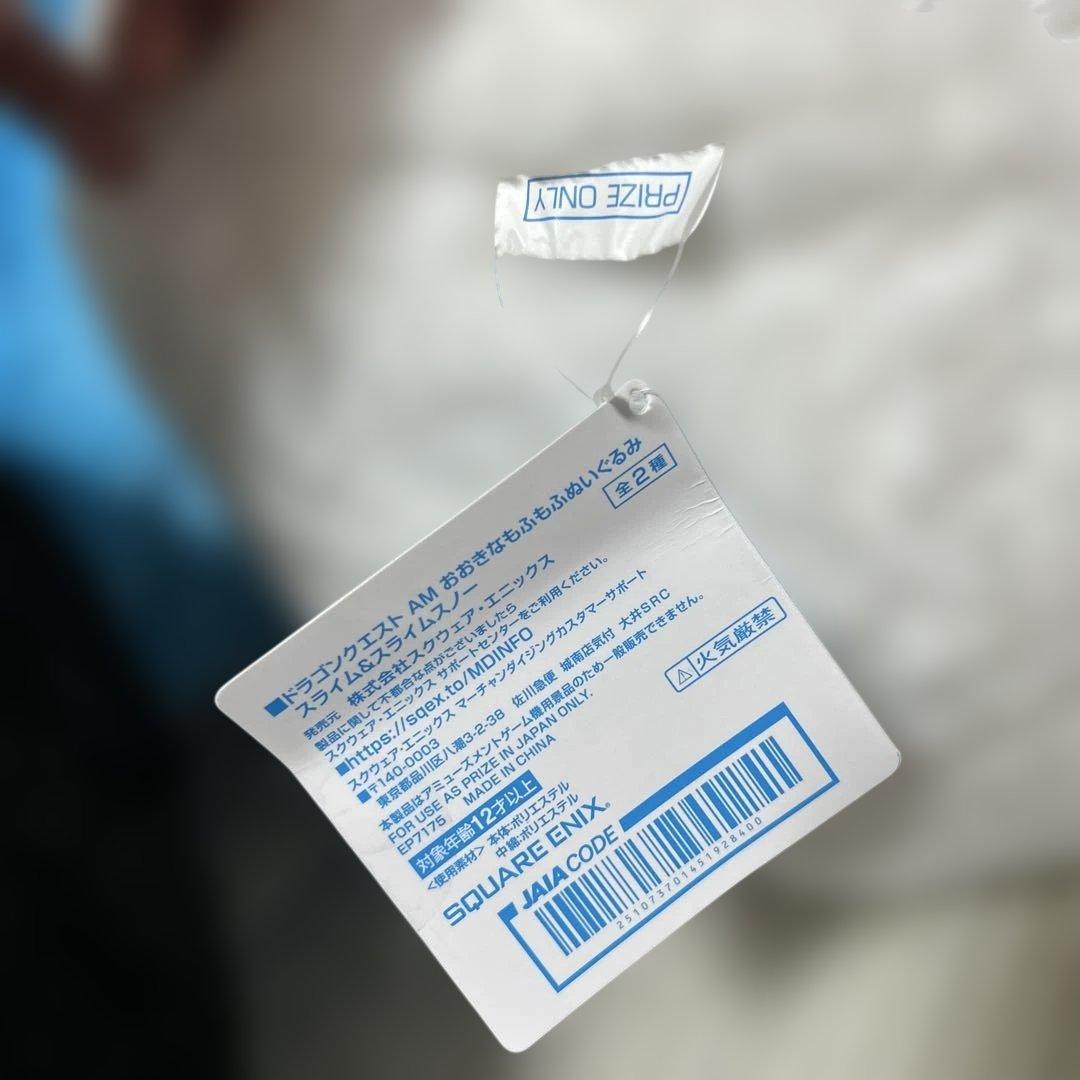 PRIZE ONLY
■ドラゴンクエスト AM おおきなもふもふぬいぐるみ
スライム&スライムスノー
全2種
発売元 株式会社スクウェア・エニックス
製品に関して不都合な点がございましたら
スクウェア・エニックス サポートセンターをご利用ください。
■https://sqex.to/MDINFO
スクウェア・エニックス マーチャンダイジングカスタマーサポート
■〒140-0003
東京都品川区八潮3-2-38 佐川急便 城南店気付 大井SRC
本製品はアミューズメントゲーム機用景品のため一般販売できません。
FOR USE AS PRIZE IN JAPAN ONLY.
EP7175 MADE IN CHINA
⚠火気厳禁
対象年齢12才以上
<使用素材> 本体:ポリエステル
中綿:ポリエステル
SQUARE ENIX®
JAIA CODE
251073701451928400